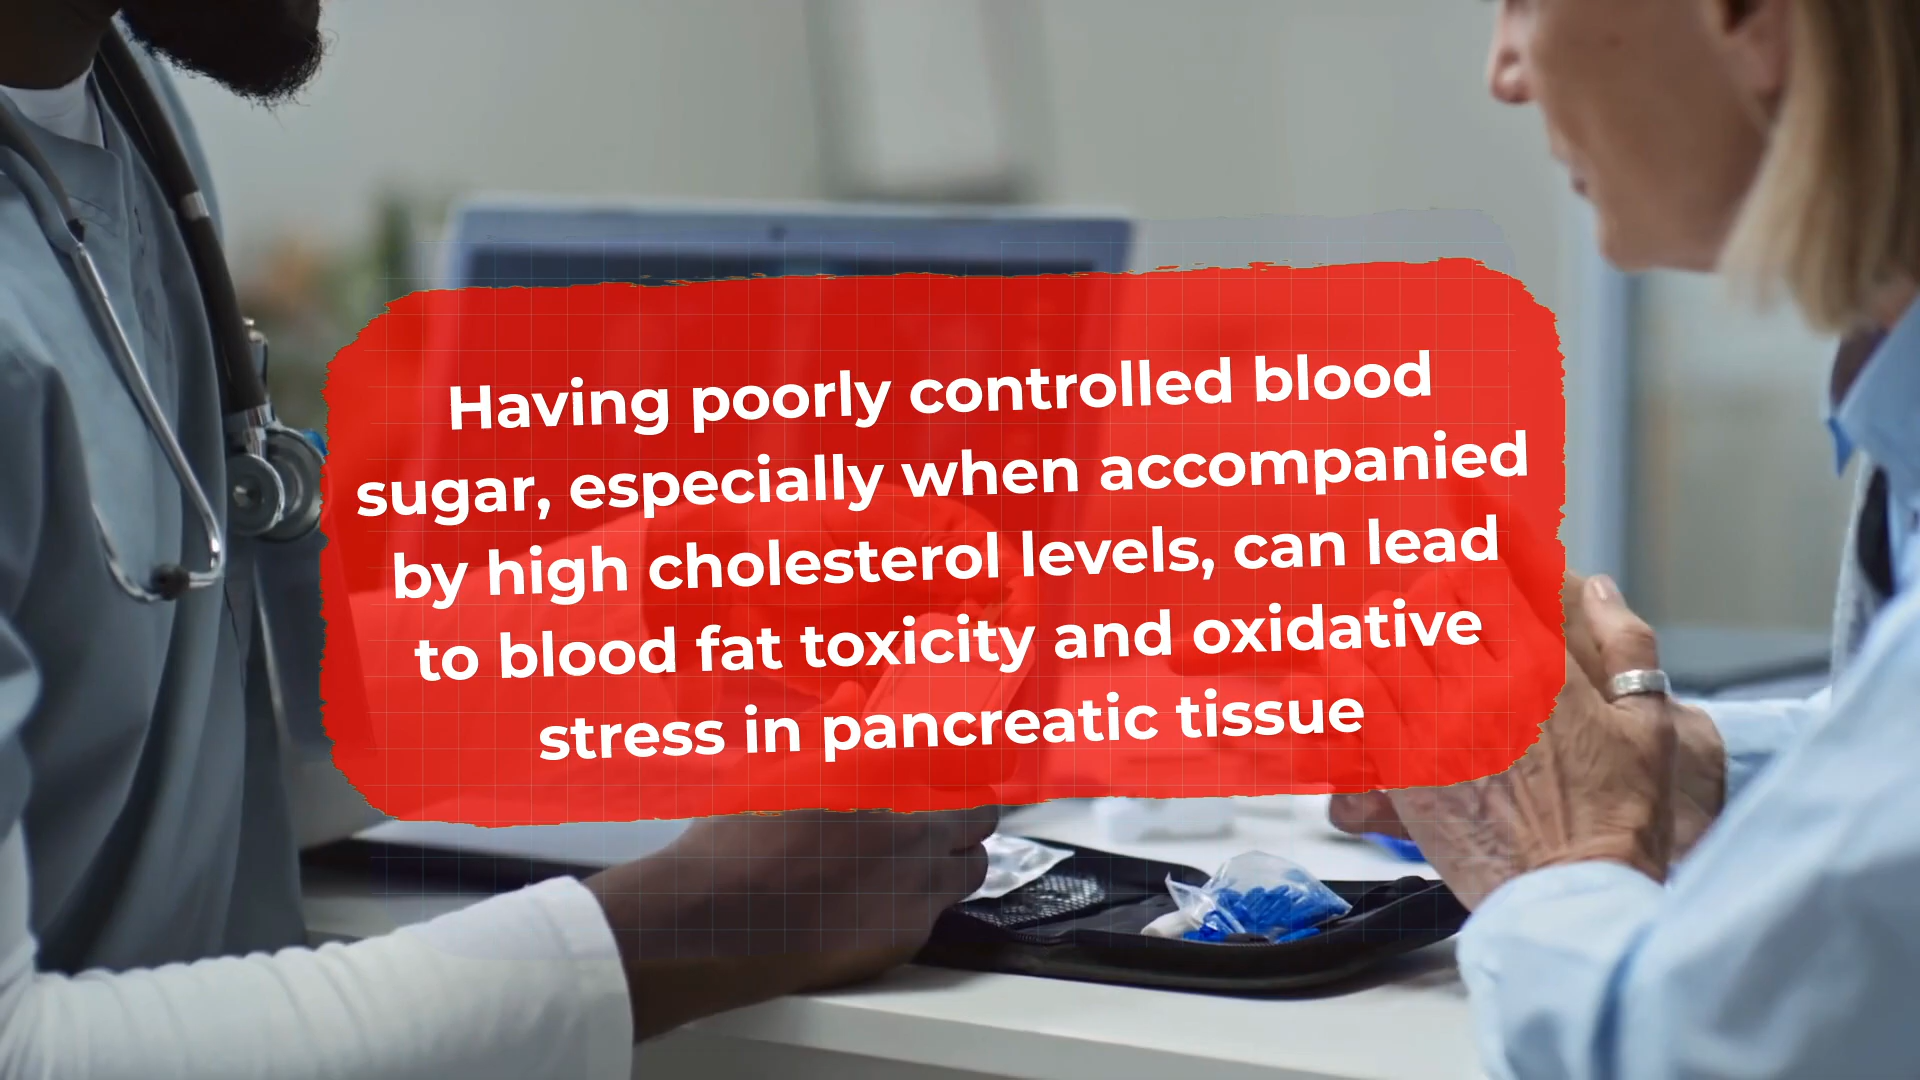 Having poorly controlled blood
sugar, especially when accompanied
by high cholesterol levels, can lead
to blood fat toxicity and oxidative
stress in pancreatic tissue